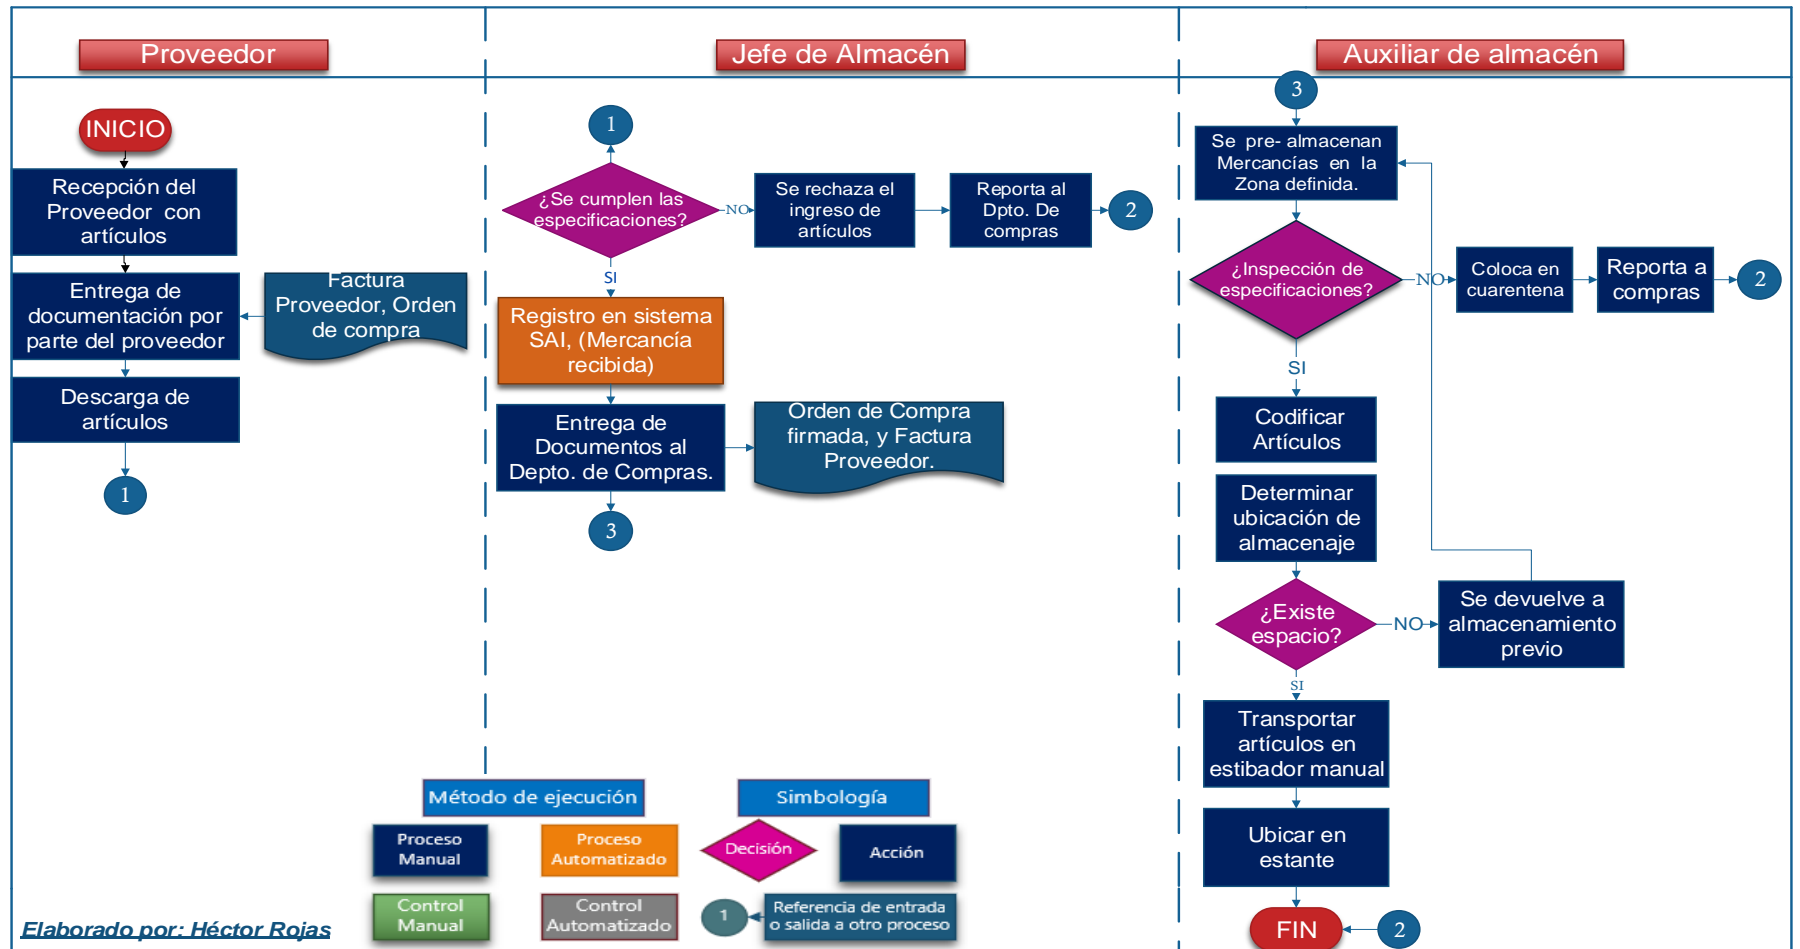 Proveedor
Jefe de Almacén
Auxiliar de almacén
INICIO
Recepción del
Proveedor con
artículos
Entrega de
documentación por
parte del proveedor
Factura
Proveedor, Orden
de compra
Descarga de
artículos
1
1
¿Se cumplen las
especificaciones?
NO
Se rechaza el
ingreso de
artículos
Reporta al
Dpto. De
compras
2
SI
Registro en sistema
SAI, (Mercancía
recibida)
Entrega de
Documentos al
Depto. de Compras.
Orden de Compra
firmada, y Factura
Proveedor.
3
3
Se pre- almacenan
Mercancías en la
Zona definida.
¿Inspección de
especificaciones?
NO
Coloca en
cuarentena
Reporta a
compras
2
SI
Codificar
Artículos
Determinar
ubicación de
almacenaje
¿Existe
espacio?
NO
Se devuelve a
almacenamiento
previo
SI
Transportar
artículos en
estibador manual
Ubicar en
estante
FIN
2
Método de ejecución
Simbología
Proceso
Manual
Proceso
Automatizado
Decisión
Acción
Control
Manual
Control
Automatizado
1
Referencia de entrada
o salida a otro proceso
Elaborado por: Héctor Rojas